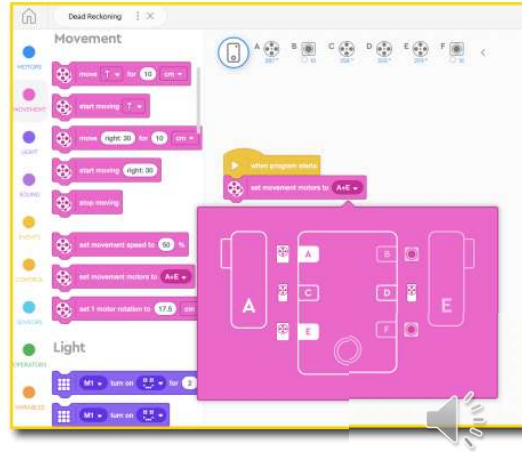 Dead Reckoning
Movement
A B C D E F
MOTORS
move ↑ for 10 cm
MOVEMENT
start moving ↑
LIGHT
move right: 30 for 10 cm
when program starts
start moving right: 30
set movement motors to A+E
SOUND
stop moving
EVENTS
set movement speed to 50 %
A B
CONTROL
set movement motors to A+E
A C D E
SENSORS
set 1 motor rotation to 17.5 cm
E F
Light
OPERATORS
M1 turn on for 2
VARIABLES
M1 turn on